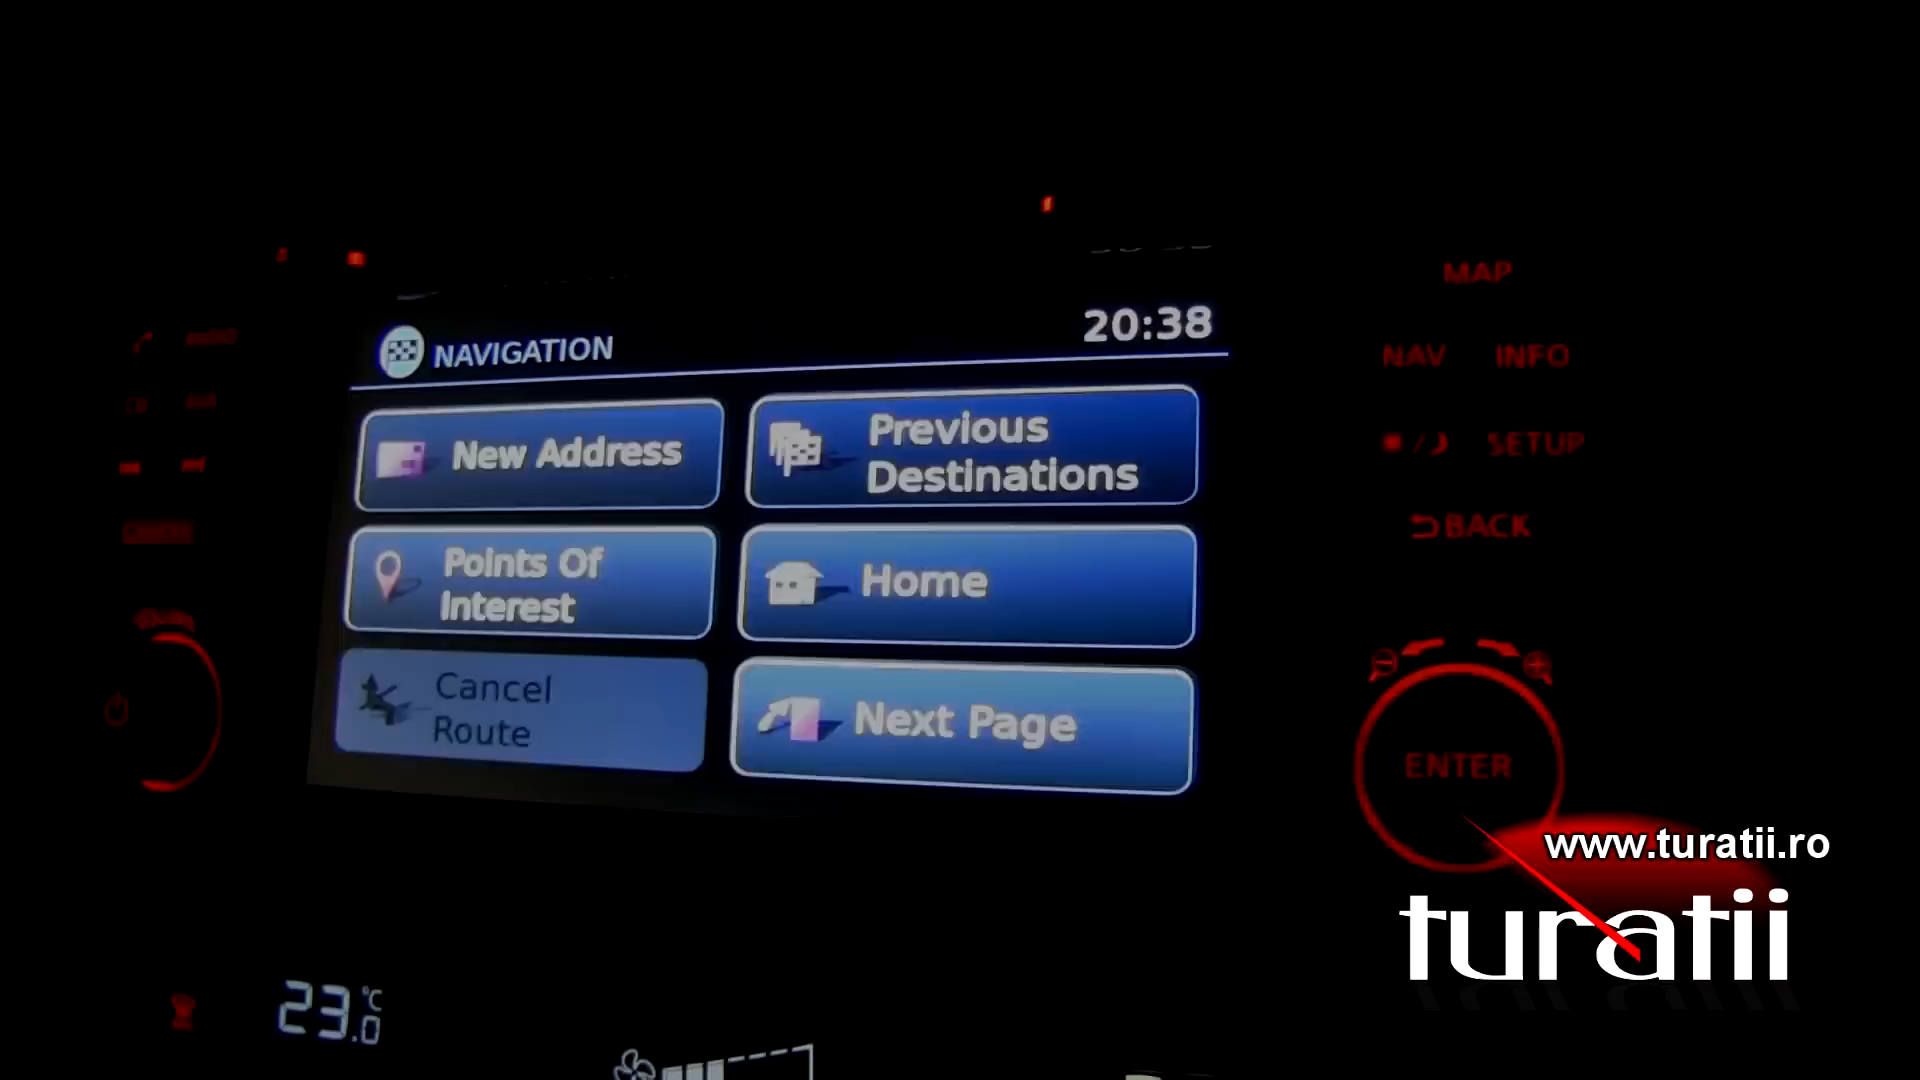 20:38
NAVIGATION
New Address
Previous
Destinations
Points Of
Interest
Home
Cancel
Route
Next Page
MAP
NAV INFO
SETUP
BACK
ENTER
www.turatii.ro
turatii
23.0 °C